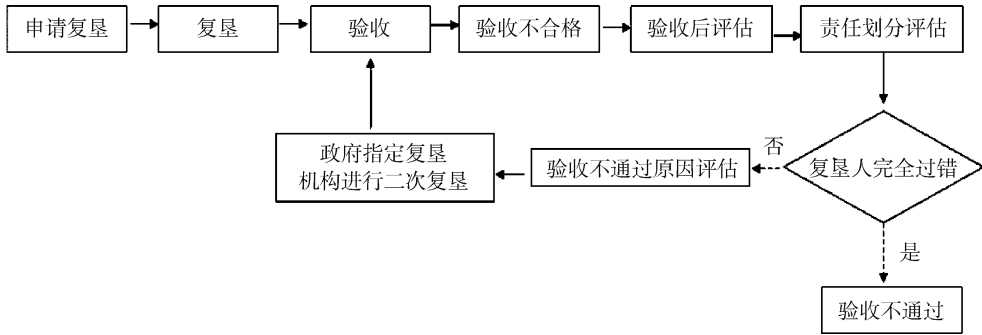 申请复垦
复垦
验收
验收不合格
验收后评估
责任划分评估
复垦人完全过错
否
验收不通过原因评估
政府指定复垦
机构进行二次复垦
是
验收不通过